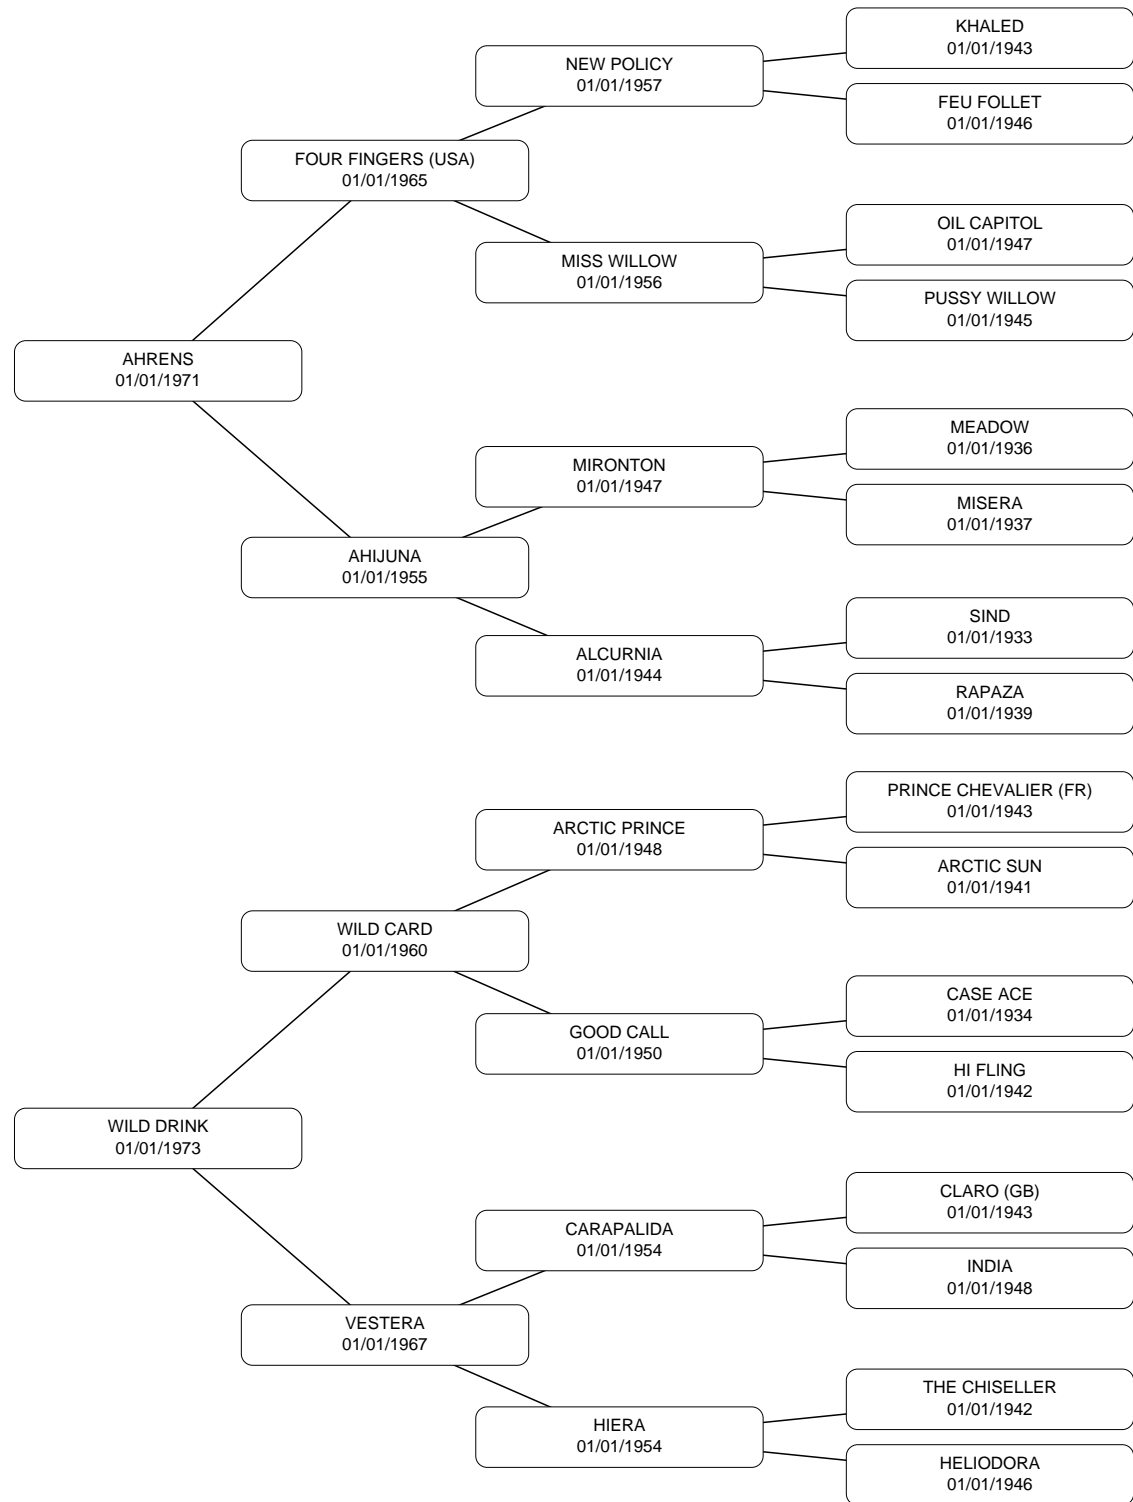 KHALED
01/01/1943
NEW POLICY
01/01/1957
FEU FOLLET
01/01/1946
FOUR FINGERS (USA)
01/01/1965
OIL CAPITOL
01/01/1947
MISS WILLOW
01/01/1956
PUSSY WILLOW
01/01/1945
AHRENS
01/01/1971
MEADOW
01/01/1936
MIRONTON
01/01/1947
MISERA
01/01/1937
AHIJUNA
01/01/1955
SIND
01/01/1933
ALCURNIA
01/01/1944
RAPAZA
01/01/1939
PRINCE CHEVALIER (FR)
01/01/1943
ARCTIC PRINCE
01/01/1948
ARCTIC SUN
01/01/1941
WILD CARD
01/01/1960
CASE ACE
01/01/1934
GOOD CALL
01/01/1950
HI FLING
01/01/1942
WILD DRINK
01/01/1973
CLARO (GB)
01/01/1943
CARAPALIDA
01/01/1954
INDIA
01/01/1948
VESTERA
01/01/1967
THE CHISELLER
01/01/1942
HIERA
01/01/1954
HELIODORA
01/01/1946